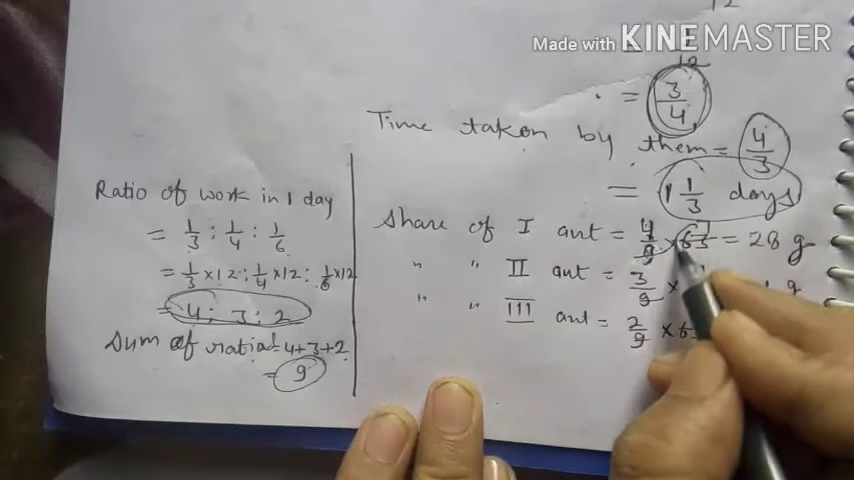 12
Made with KINEMASTER
12
= 3/4
Time taken by them = 4/3
= 1 1/3 days
Ratio of work in 1 day
= 1/3 : 1/4 : 1/6
= 1/3 × 12 : 1/4 × 12 : 1/6 × 12
= 4 : 3 : 2
Sum of ratio = 4+3+2
= 9
Share of I ant = 4/9 × 63 = 28 g
" " II ant = 3/9 × g
" " III ant = 2/9 ×